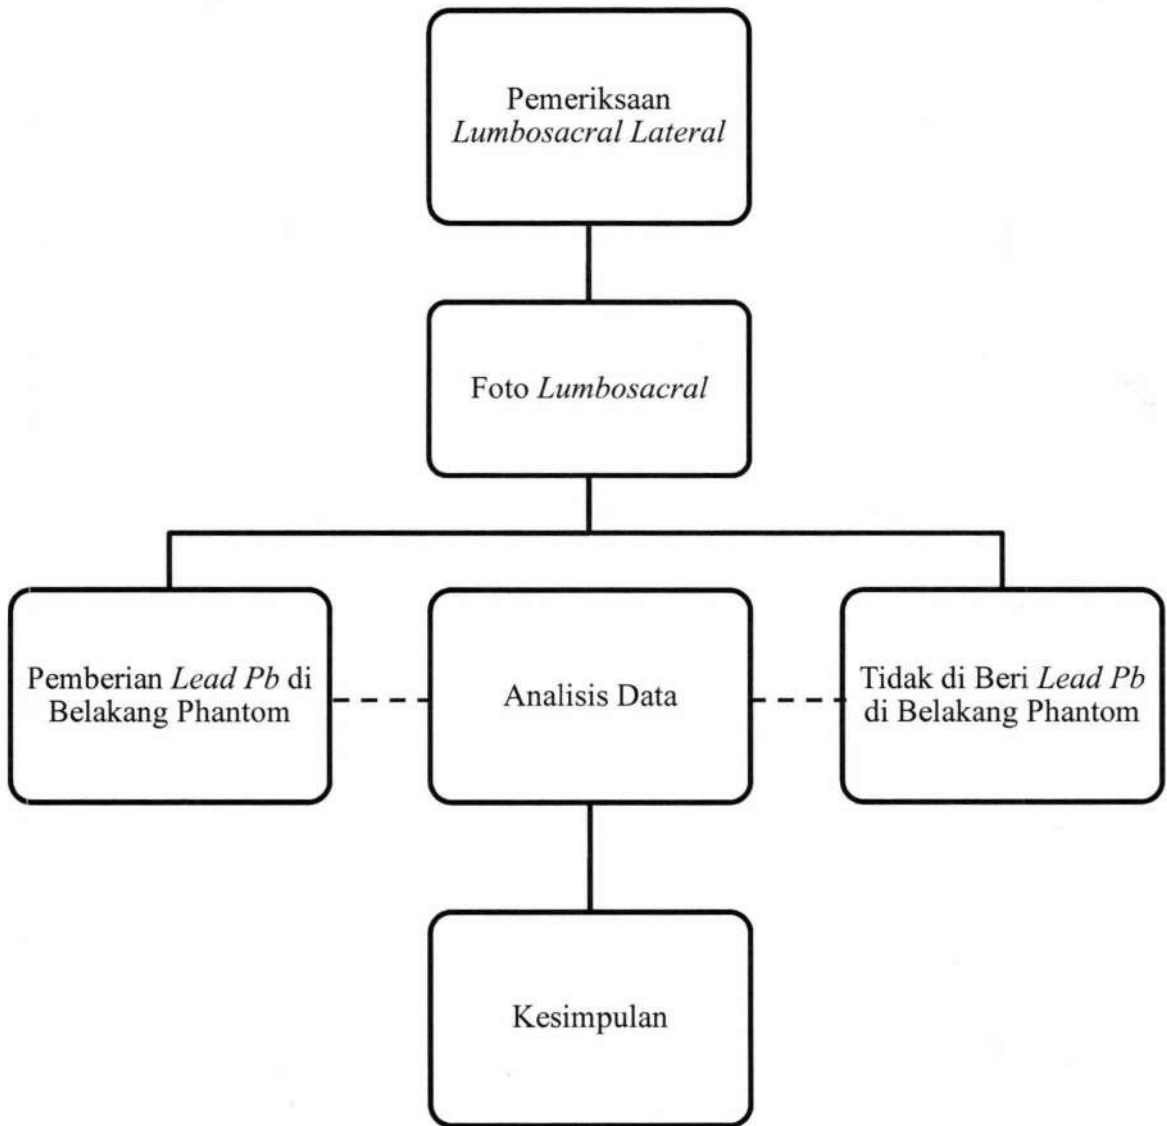 Pemeriksaan
Lumbosacral Lateral
Foto Lumbosacral
Pemberian Lead Pb di
Belakang Phantom
Analisis Data
Tidak di Beri Lead Pb
di Belakang Phantom
Kesimpulan